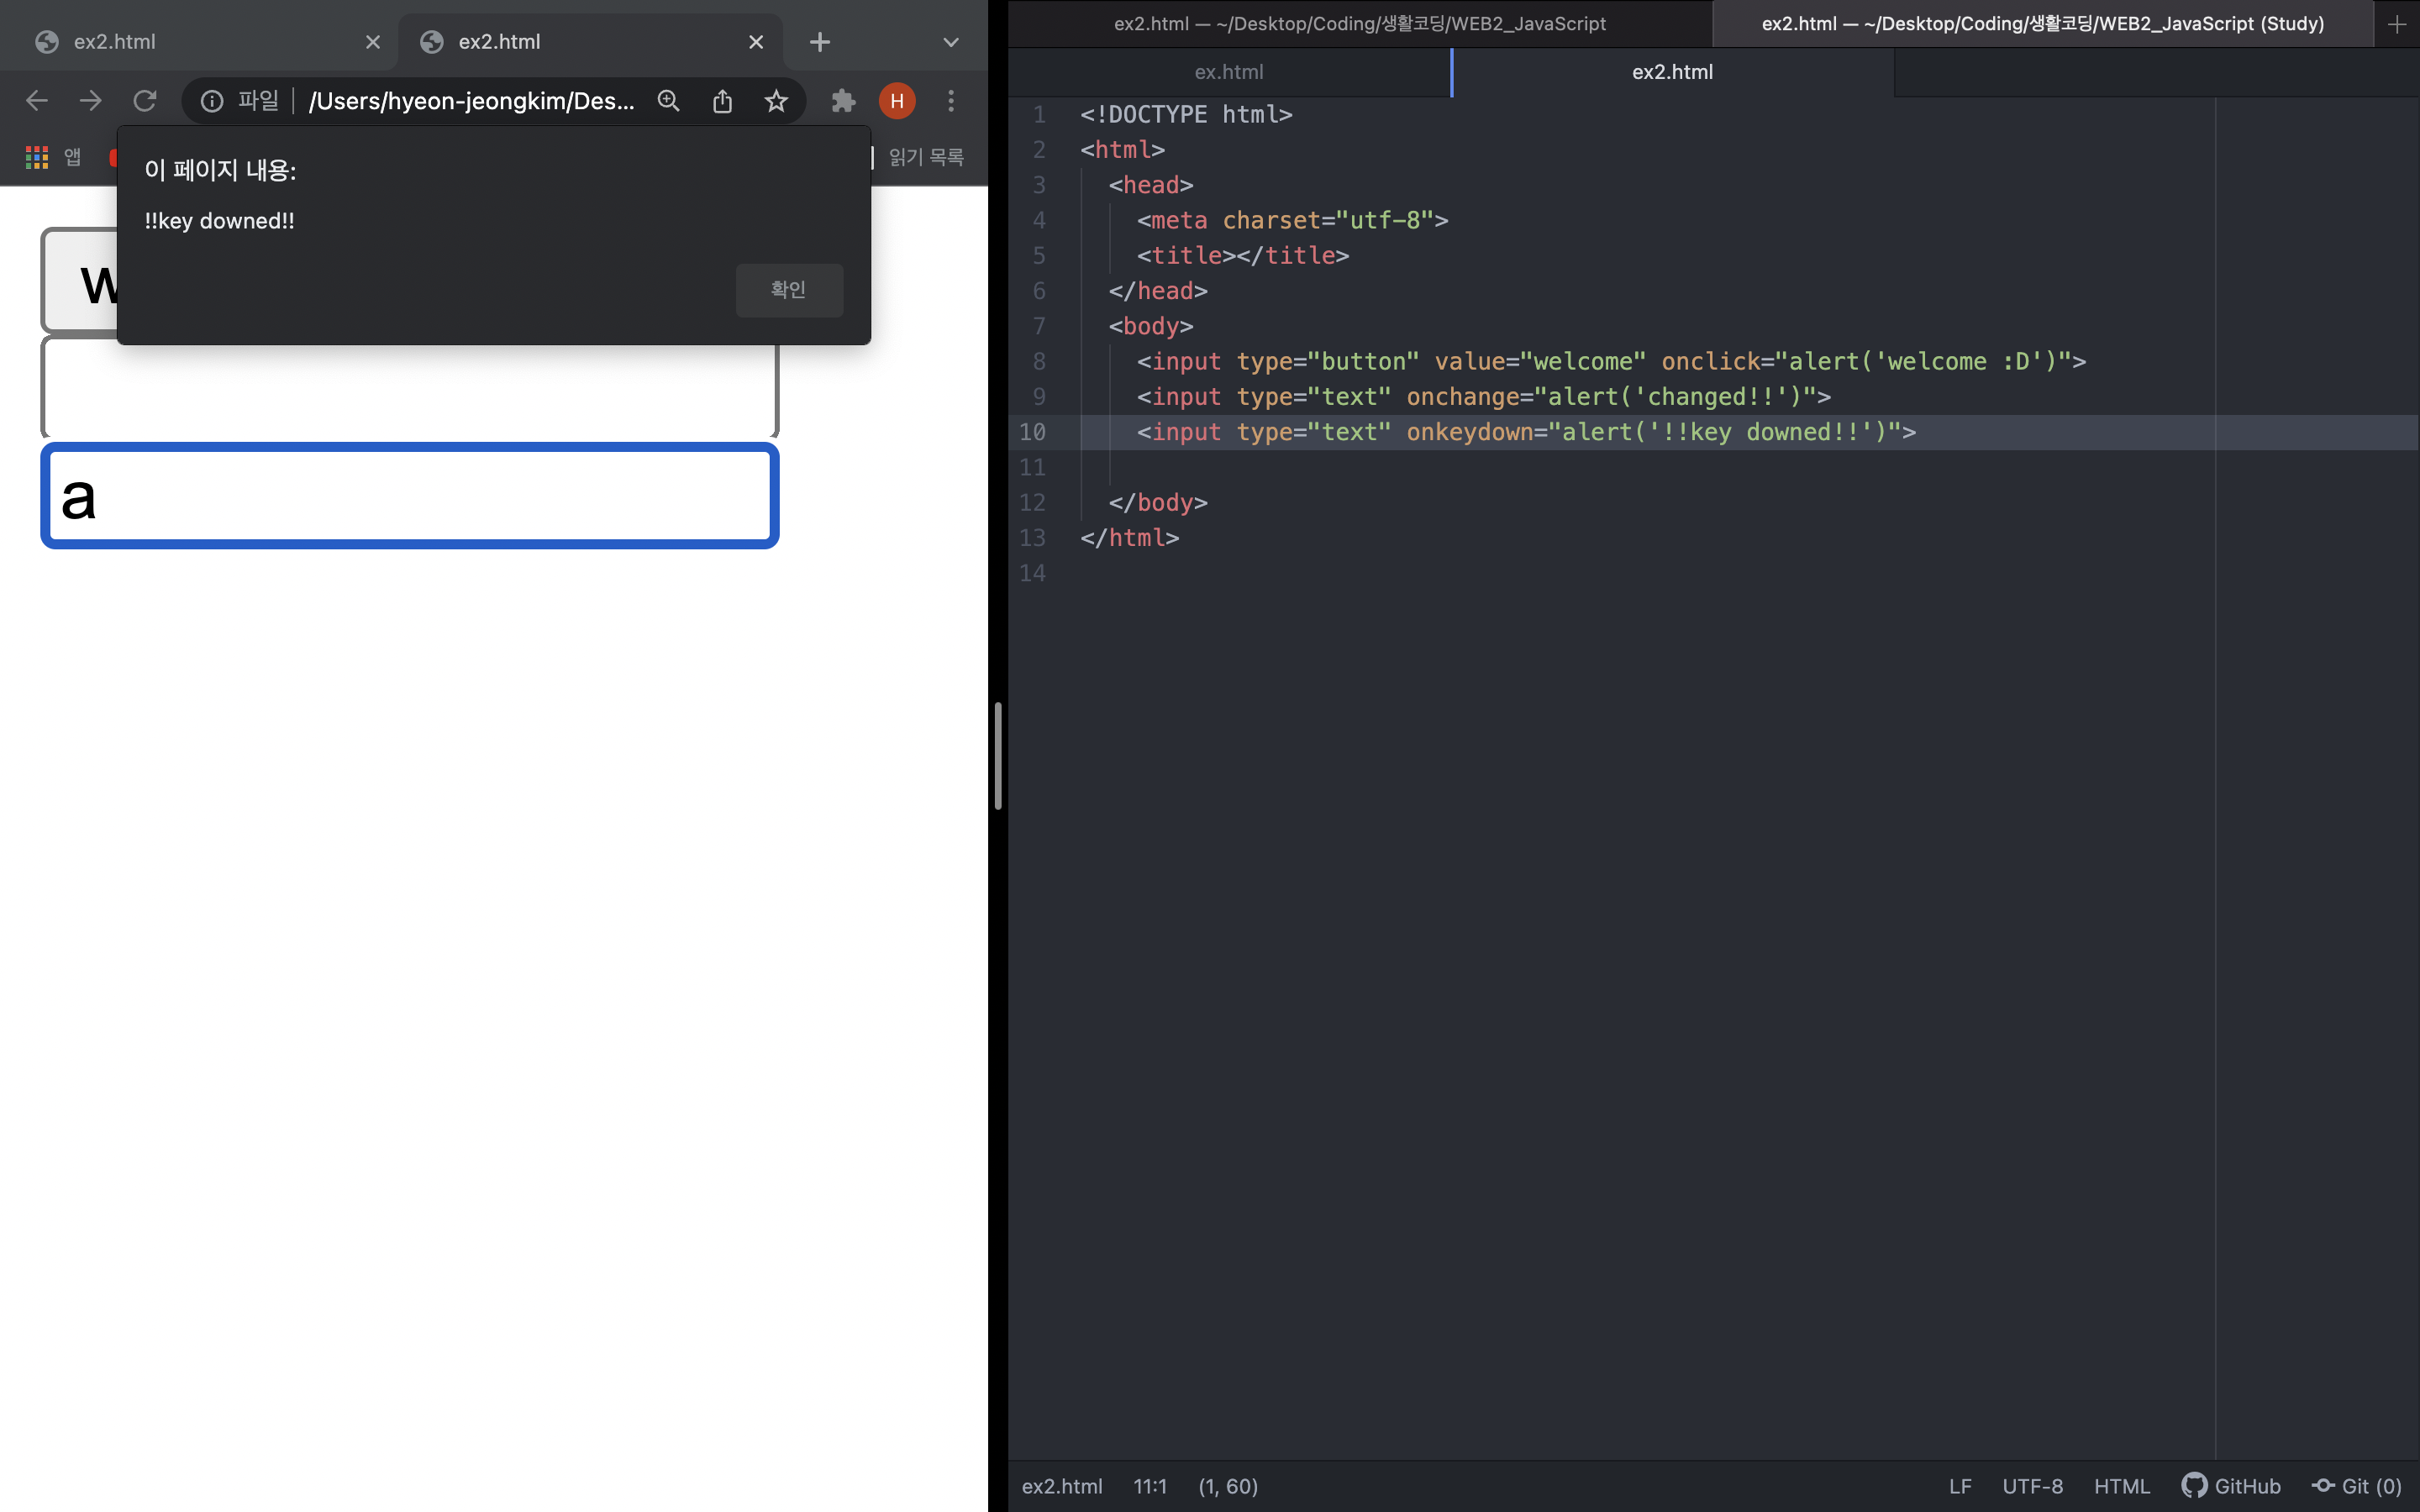 ex2.html
ex2.html
파일 /Users/hyeon-jeongkim/Des...
H
앱
읽기 목록
이 페이지 내용:
!!key downed!!
확인
a
ex2.html — ~/Desktop/Coding/생활코딩/WEB2_JavaScript
ex2.html — ~/Desktop/Coding/생활코딩/WEB2_JavaScript (Study)
ex.html
ex2.html
1 <!DOCTYPE html>
2 <html>
3 <head>
4 <meta charset="utf-8">
5 <title></title>
6 </head>
7 <body>
8 <input type="button" value="welcome" onclick="alert('welcome :D')">
9 <input type="text" onchange="alert('changed!!')">
10 <input type="text" onkeydown="alert('!!key downed!!')">
11
12 </body>
13 </html>
14
ex2.html 11:1 (1, 60)
LF UTF-8 HTML GitHub Git (0)